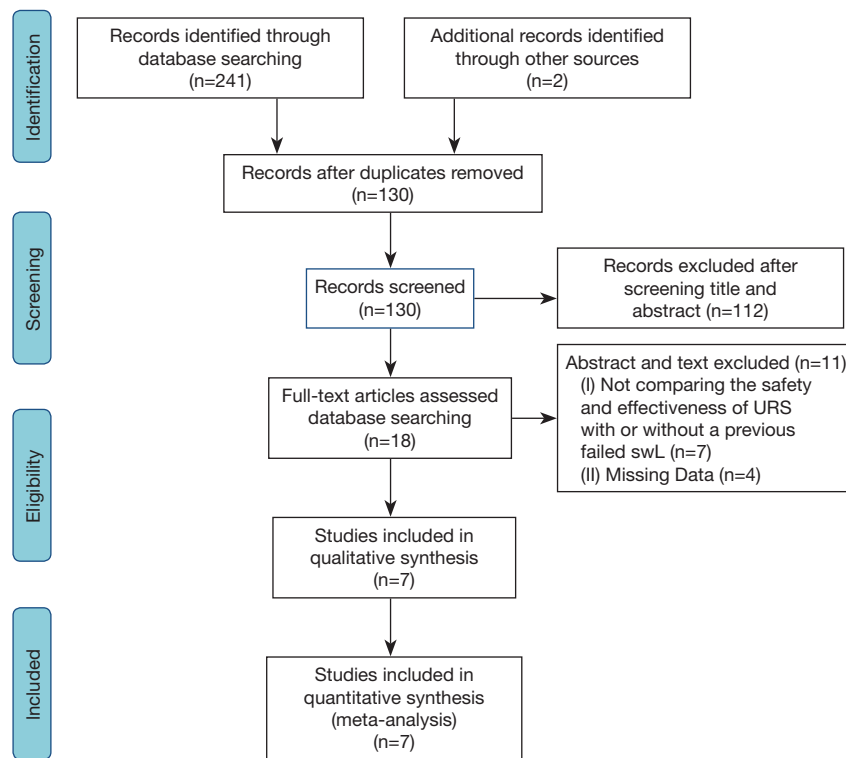 Identification
Records identified through
database searching
(n=241)
Additional records identified
through other sources
(n=2)
Records after duplicates removed
(n=130)
Screening
Records screened
(n=130)
Records excluded after
screening title and
abstract (n=112)
Eligibility
Full-text articles assessed
database searching
(n=18)
Abstract and text excluded (n=11)
(I) Not comparing the safety
and effectiveness of URS
with or without a previous
failed swL (n=7)
(II) Missing Data (n=4)
Studies included in
qualitative synthesis
(n=7)
Included
Studies included in
quantitative synthesis
(meta-analysis)
(n=7)